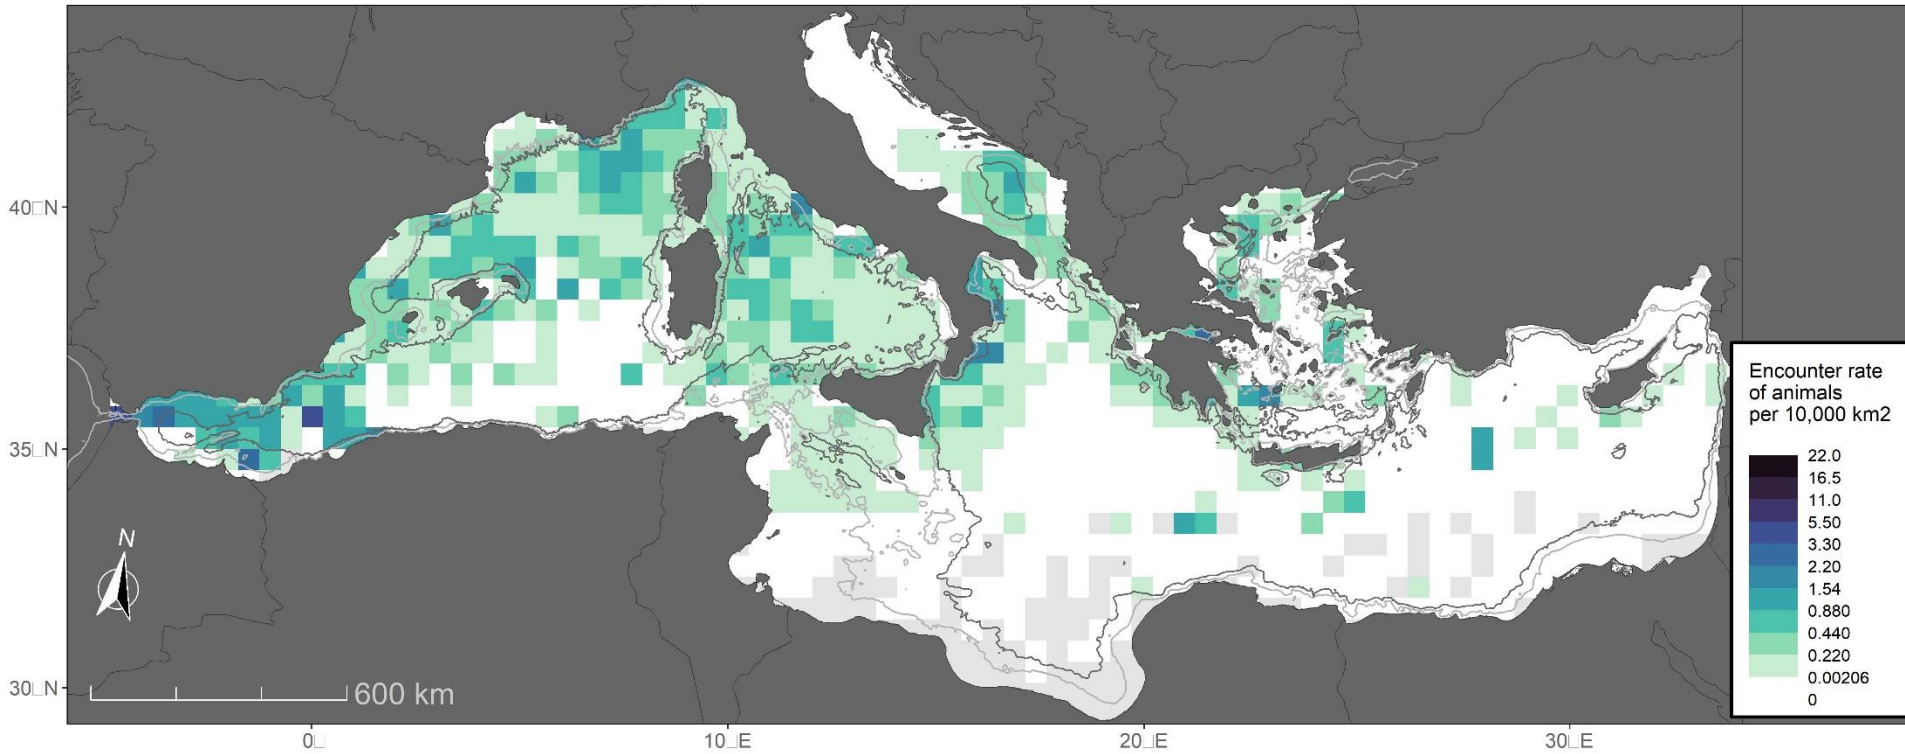 40□N
35□N
30□N
N
600 km
0□
10□E
20□E
30□E
Encounter rate
of animals
per 10,000 km2
22.0
16.5
11.0
5.50
3.30
2.20
1.54
0.880
0.440
0.220
0.00206
0